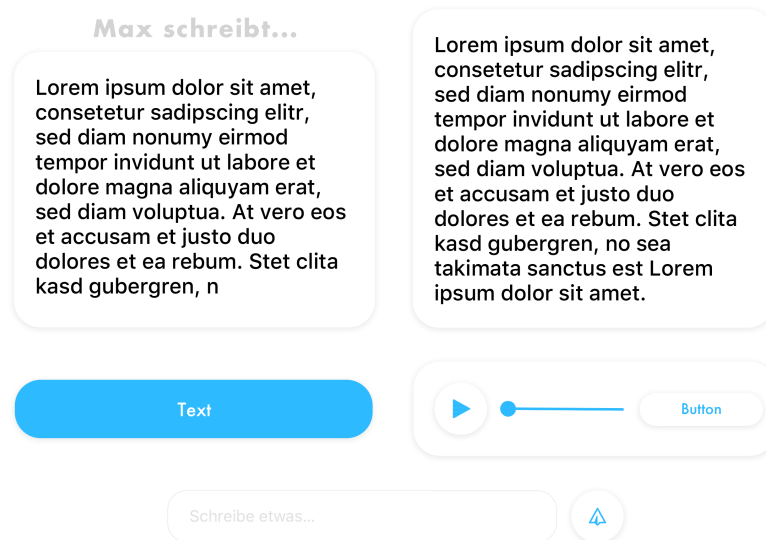 Max schreibt...
Lorem ipsum dolor sit amet,
consetetur sadipscing elitr,
sed diam nonumy eirmod
tempor invidunt ut labore et
dolore magna aliquyam erat,
sed diam voluptua. At vero eos
et accusam et justo duo
dolores et ea rebum. Stet clita
kasd gubergren, n
Lorem ipsum dolor sit amet,
consetetur sadipscing elitr,
sed diam nonumy eirmod
tempor invidunt ut labore et
dolore magna aliquyam erat,
sed diam voluptua. At vero eos
et accusam et justo duo
dolores et ea rebum. Stet clita
kasd gubergren, no sea
takimata sanctus est Lorem
ipsum dolor sit amet.
Text
Button
Schreibe etwas...